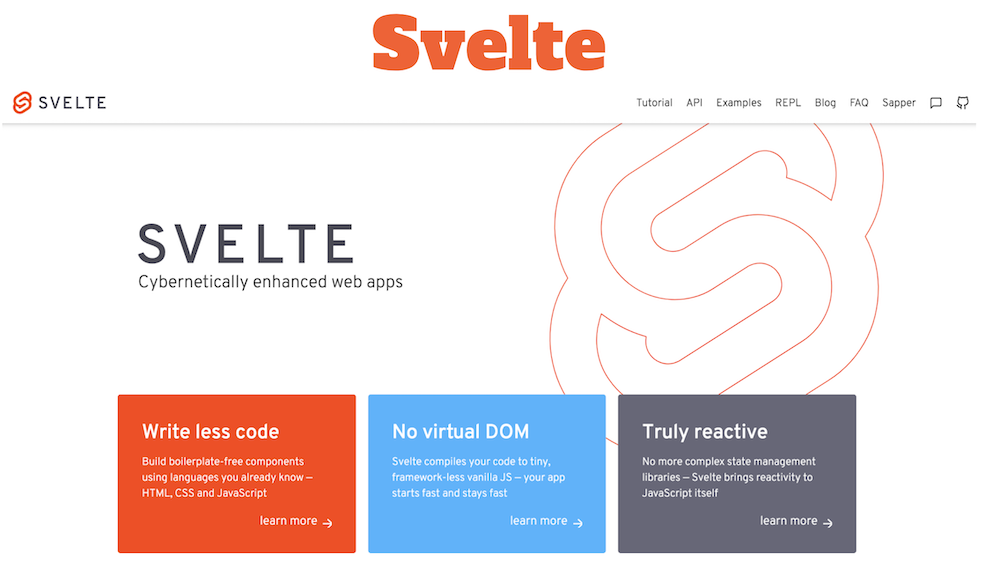 Svelte
SVELTE
Tutorial API Examples REPL Blog FAQ Sapper
SVELTE
Cybernetically enhanced web apps
Write less code
Build boilerplate-free components
using languages you already know —
HTML, CSS and JavaScript
learn more
No virtual DOM
Svelte compiles your code to tiny,
framework-less vanilla JS — your app
starts fast and stays fast
learn more
Truly reactive
No more complex state management
libraries — Svelte brings reactivity to
JavaScript itself
learn more